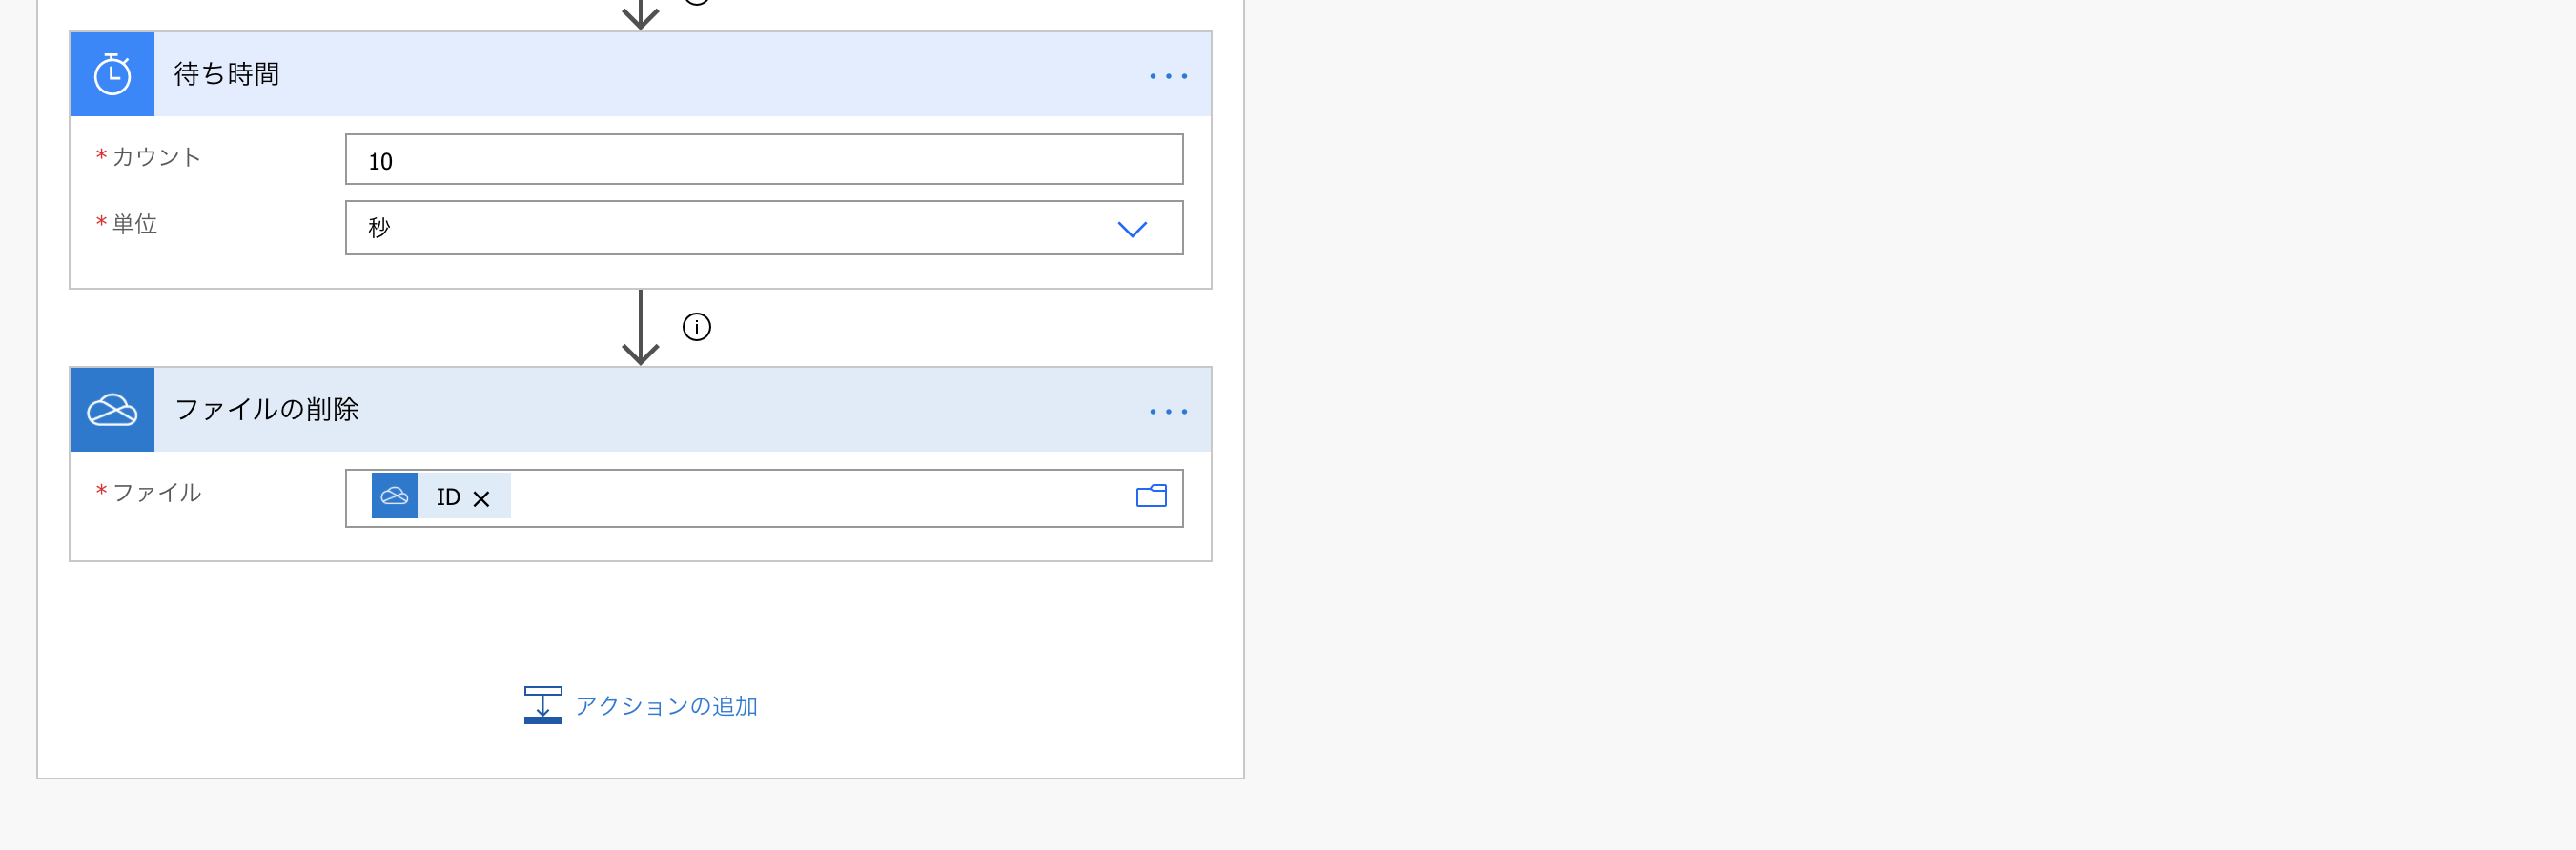 待ち時間
* カウント
10
* 単位
秒
ファイルの削除
* ファイル
ID
アクションの追加